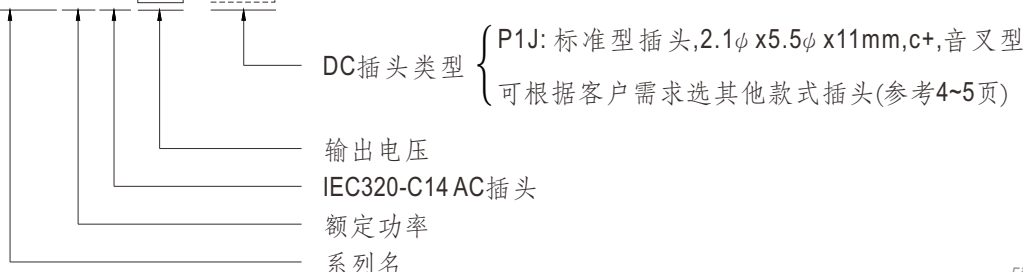 P1J: 标准型插头,2.1φ x5.5φ x11mm,c+,音叉型
DC插头类型
可根据客户需求选其他款式插头(参考4~5页)
输出电压
IEC320-C14 AC插头
额定功率
系列名